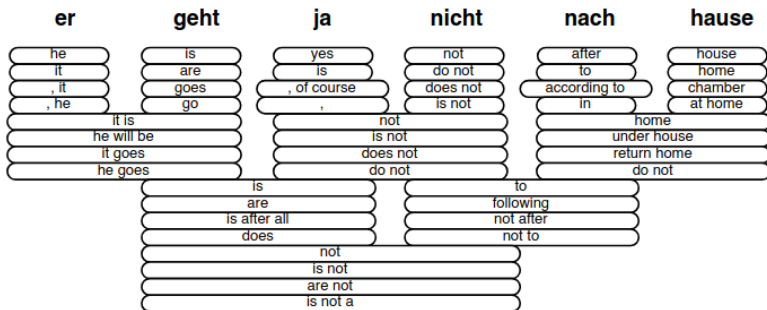 er geht ja nicht nach hause
he is yes not after house
it are is do not to home
, it goes , of course does not according to chamber
, he go , is not in at home
it is not home
he will be is not under house
it goes does not return home
he goes do not do not
is to
are following
is after all not after
does not to
not
is not
are not
is not a